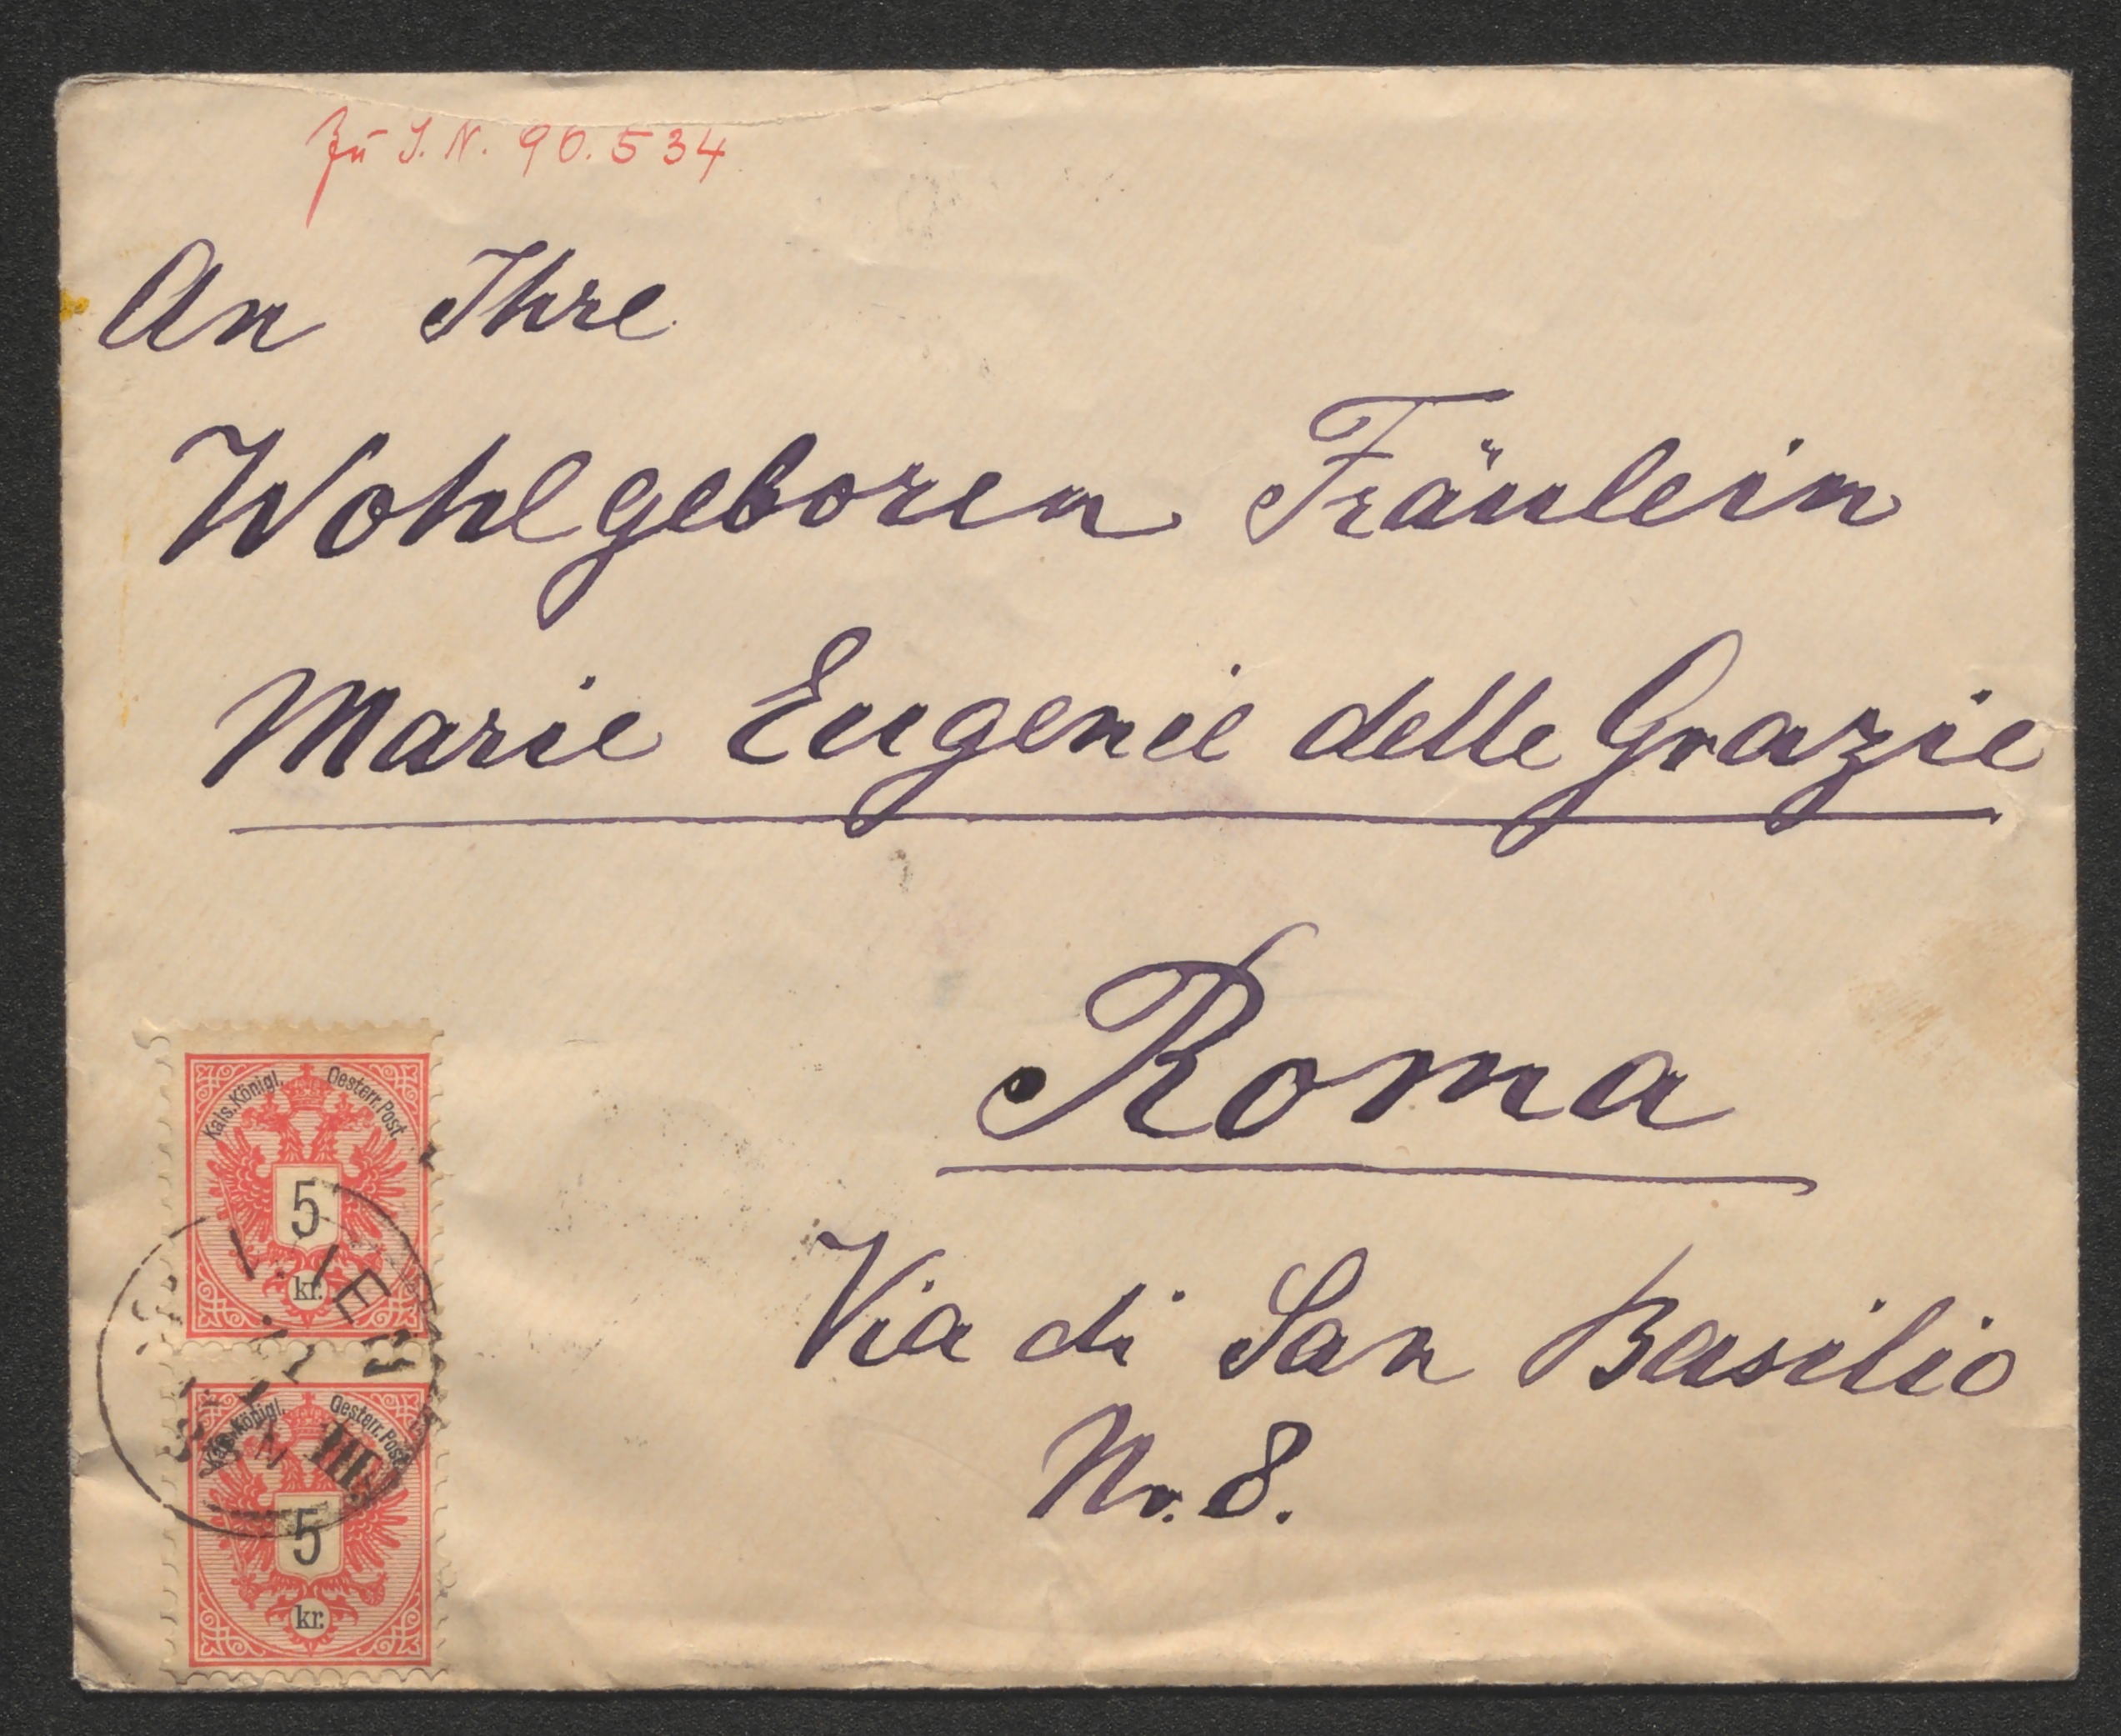 Zu I.N. 90.534
An Ihre
Wohlgeboren Fräulein
Marie Eugenie delle Grazie
Roma
Via di San Basilio
Nr. 8.
Kais. Königl. Oesterr. Post.
5
kr.
WIEN
Kais. Königl. Oesterr. Post.
5
kr.